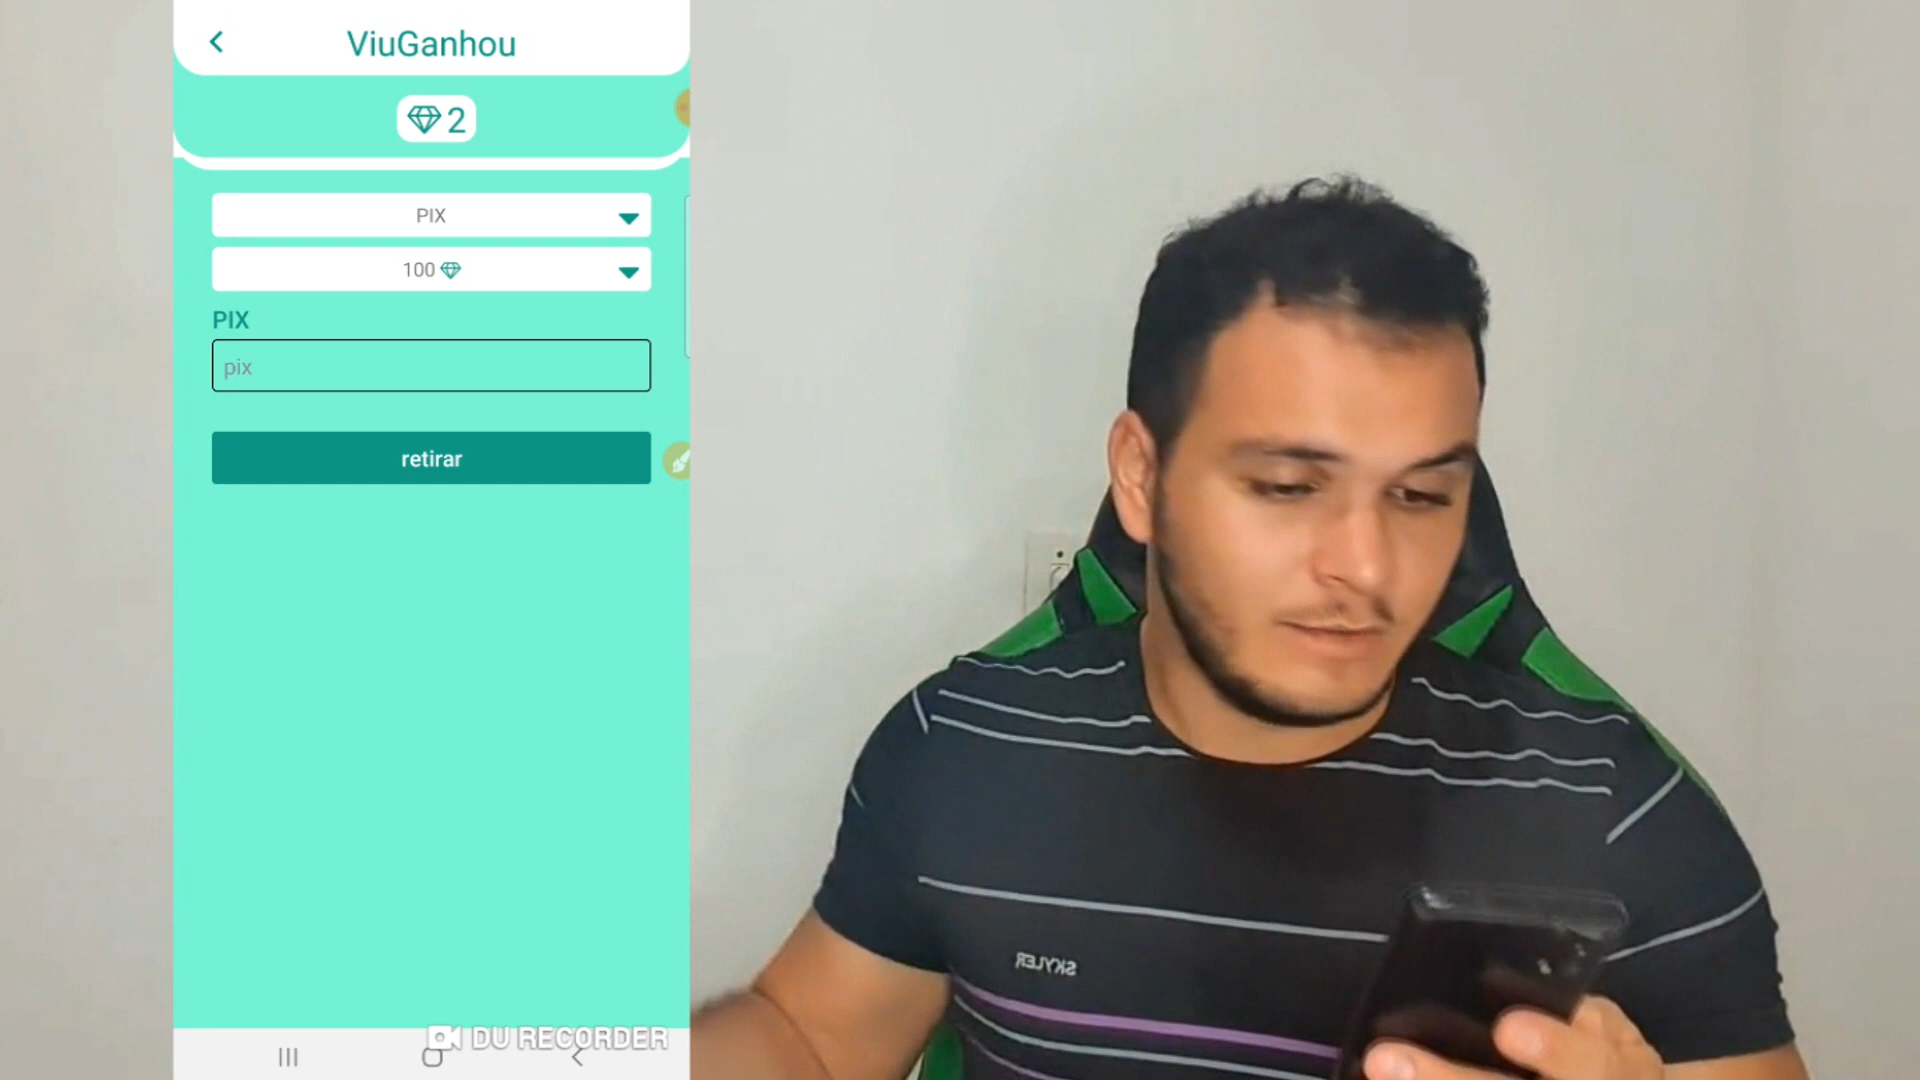 ViuGanhou
2
PIX
100
PIX
pix
retirar
DU RECORDER
SKYLER